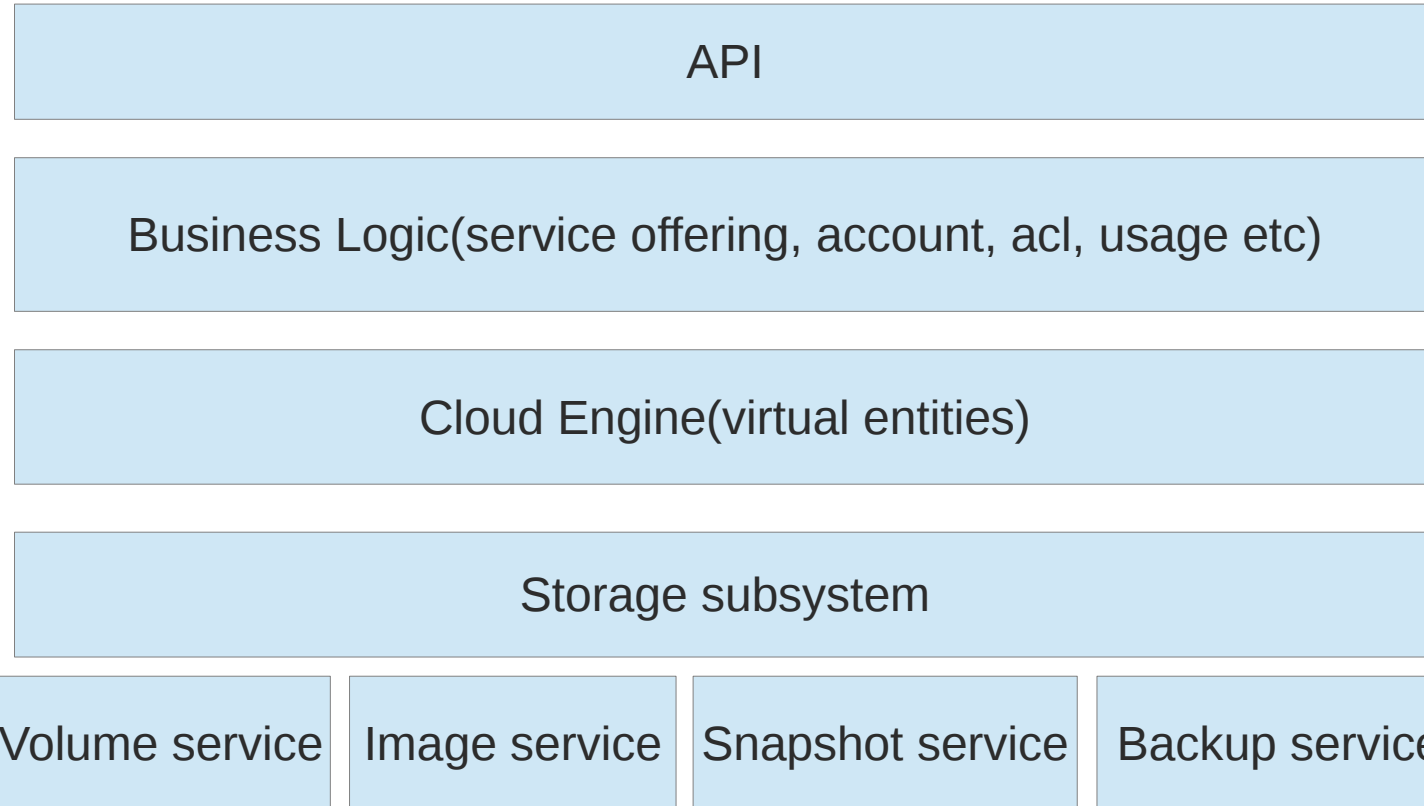 API
Business Logic(service offering, account, acl, usage etc)
Cloud Engine(virtual entities)
Storage subsystem
Volume service
Image service
Snapshot service
Backup service